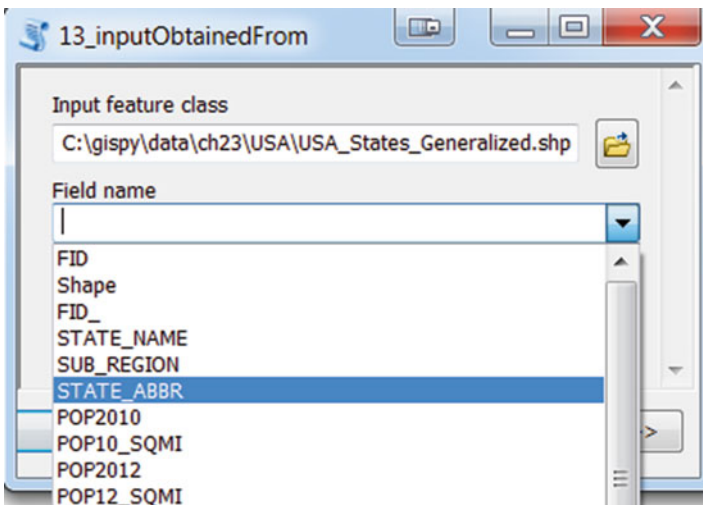 13_inputObtainedFrom
Input feature class
C:\gispy\data\ch23\USA\USA_States_Generalized.shp
Field name
FID
Shape
FID_
STATE_NAME
SUB_REGION
STATE_ABBR
POP2010
POP10_SQMI
POP2012
POP12_SQMI